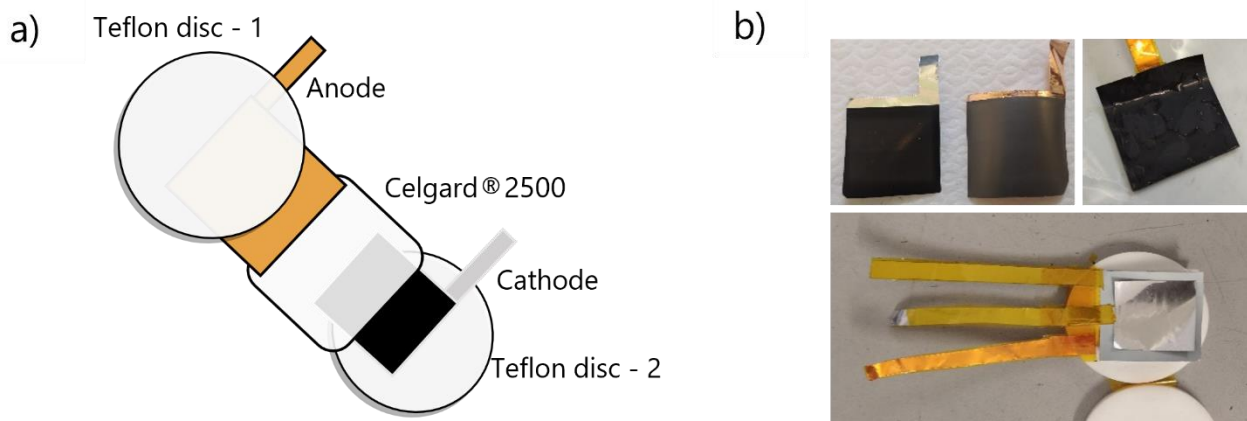 a)
Teflon disc - 1
Anode
Celgard® 2500
Cathode
Teflon disc - 2
b)